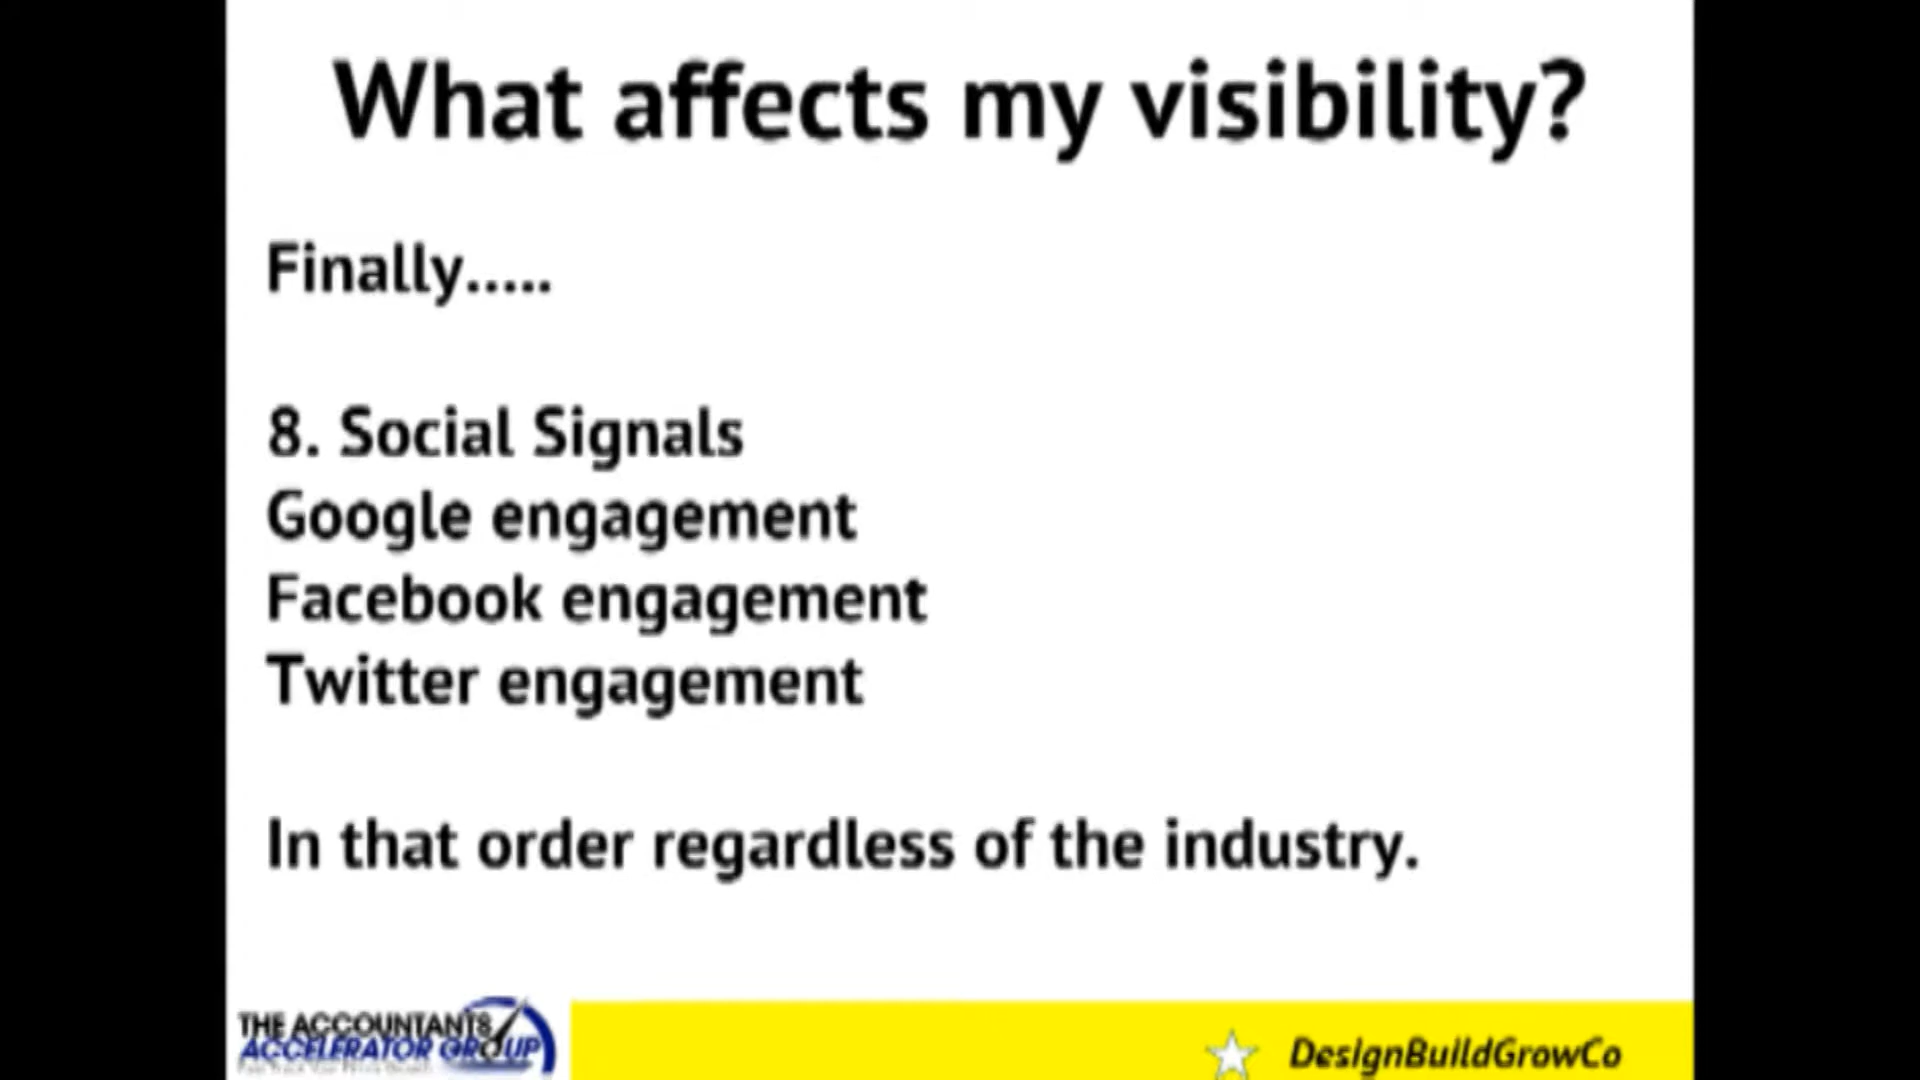 What affects my visibility?
Finally.....
8. Social Signals
Google engagement
Facebook engagement
Twitter engagement
In that order regardless of the industry.
THE ACCOUNTANTS
ACCELERATOR GROUP
DesignBuildGrowCo